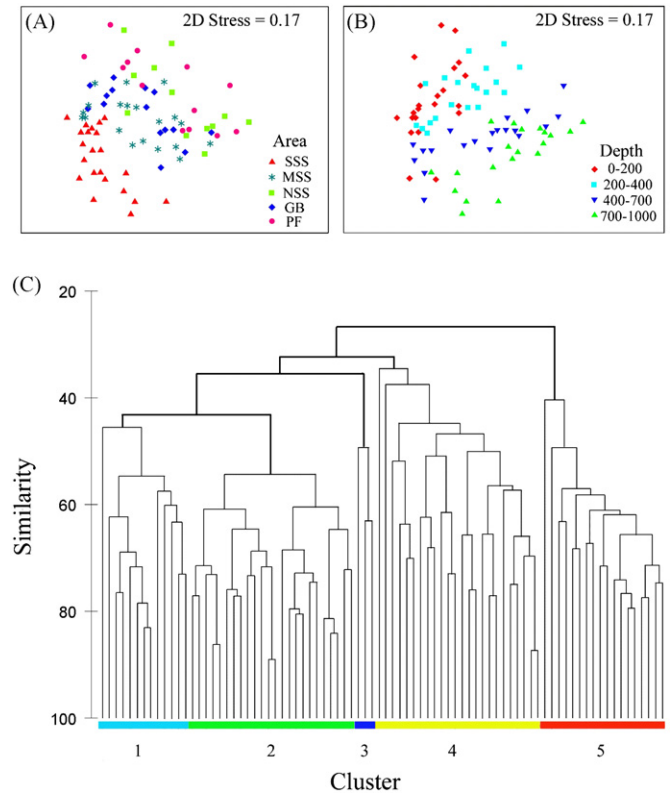 (A)
2D Stress = 0.17
Area
SSS
MSS
NSS
GB
PF
(B)
2D Stress = 0.17
Depth
0-200
200-400
400-700
700-1000
(C)
20
40
60
80
100
Similarity
1 2 3 4 5
Cluster